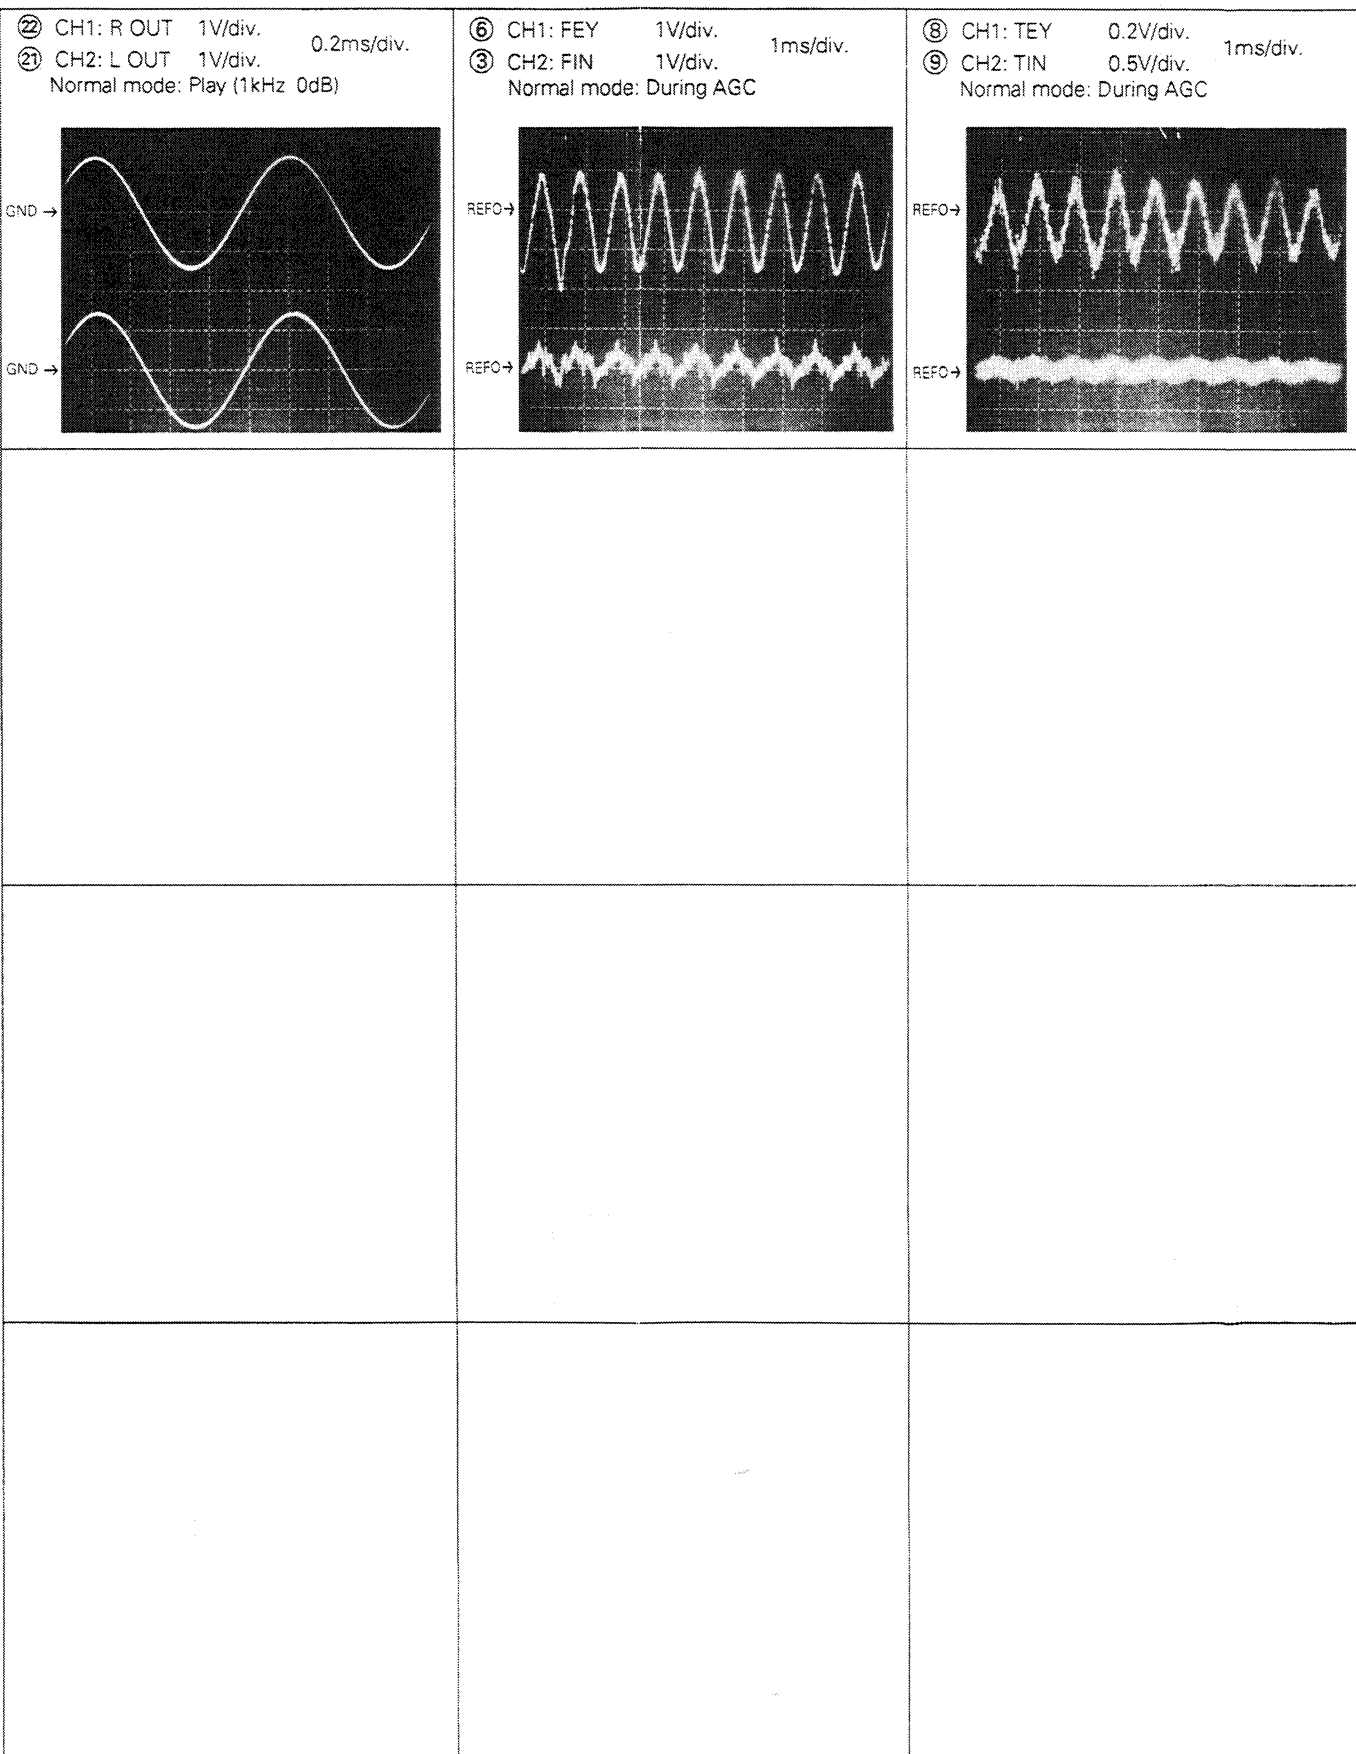 ㉒ CH1: R OUT 1V/div.
0.2ms/div.
㉑ CH2: L OUT 1V/div.
Normal mode: Play (1kHz 0dB)
GND →
GND →
⑥ CH1: FEY 1V/div.
1ms/div.
③ CH2: FIN 1V/div.
Normal mode: During AGC
REFO→
REFO→
⑧ CH1: TEY 0.2V/div.
1ms/div.
⑨ CH2: TIN 0.5V/div.
Normal mode: During AGC
REFO→
REFO→